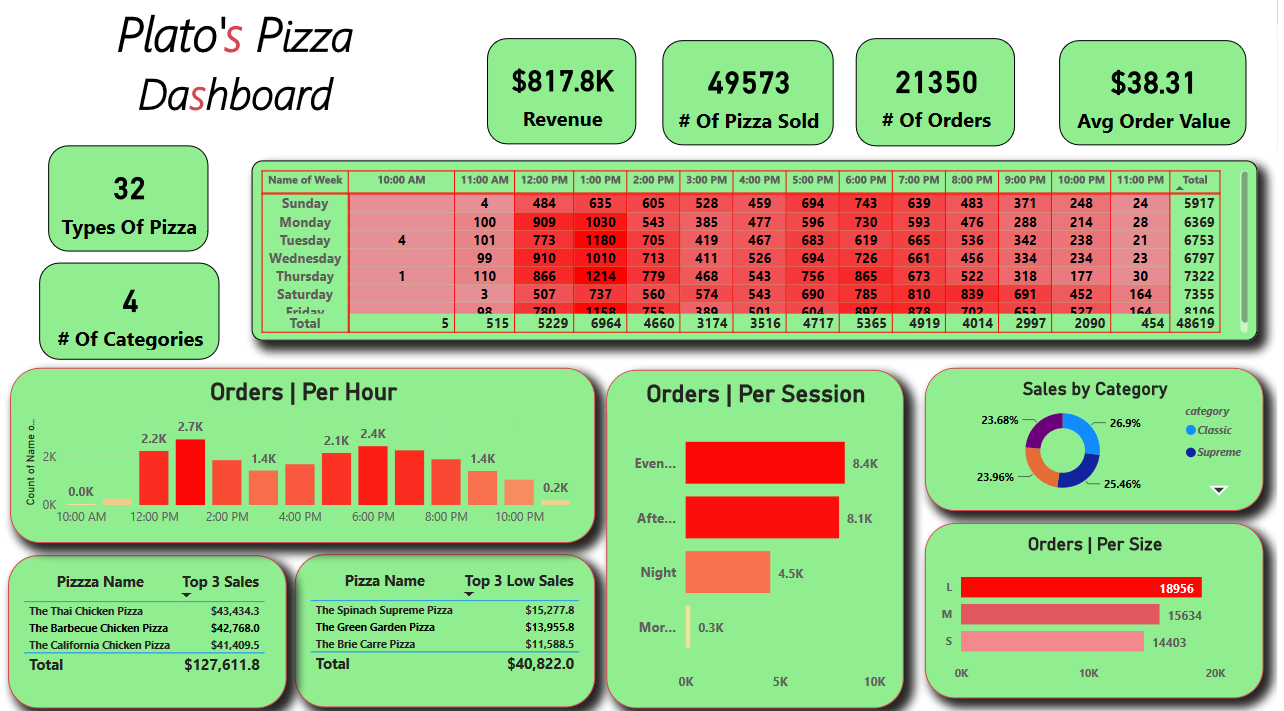 Plato's Pizza
Dashboard
$817.8K
Revenue
49573
# Of Pizza Sold
21350
# Of Orders
$38.31
Avg Order Value
32
Types Of Pizza
4
# Of Categories
Name of Week 10:00 AM 11:00 AM 12:00 PM 1:00 PM 2:00 PM 3:00 PM 4:00 PM 5:00 PM 6:00 PM 7:00 PM 8:00 PM 9:00 PM 10:00 PM 11:00 PM Total
Sunday 4 484 635 605 528 459 694 743 639 483 371 248 24 5917
Monday 100 909 1030 543 385 477 596 730 593 476 288 214 28 6369
Tuesday 4 101 773 1180 705 419 467 683 619 665 536 342 238 21 6753
Wednesday 99 910 1010 713 411 526 694 726 661 456 334 234 23 6797
Thursday 1 110 866 1214 779 468 543 756 865 673 522 318 177 30 7322
Saturday 3 507 737 560 574 543 690 785 810 839 691 452 164 7355
Friday 98 780 1158 755 389 501 604 897 878 702 653 527 164 8106
Total 5 515 5229 6964 4660 3174 3516 4717 5365 4919 4014 2997 2090 454 48619
Orders | Per Hour
Count of Name o...
2K
0K
0.0K 2.2K 2.7K 1.4K 2.1K 2.4K 1.4K 0.2K
10:00 AM 12:00 PM 2:00 PM 4:00 PM 6:00 PM 8:00 PM 10:00 PM
Orders | Per Session
Even... 8.4K
Afte... 8.1K
Night 4.5K
Mor... 0.3K
0K 5K 10K
Sales by Category
23.68% 26.9%
23.96% 25.46%
category
Classic
Supreme
Orders | Per Size
L 18956
M 15634
S 14403
0K 10K 20K
Pizzza Name Top 3 Sales
The Thai Chicken Pizza $43,434.3
The Barbecue Chicken Pizza $42,768.0
The California Chicken Pizza $41,409.5
Total $127,611.8
Pizza Name Top 3 Low Sales
The Spinach Supreme Pizza $15,277.8
The Green Garden Pizza $13,955.8
The Brie Carre Pizza $11,588.5
Total $40,822.0